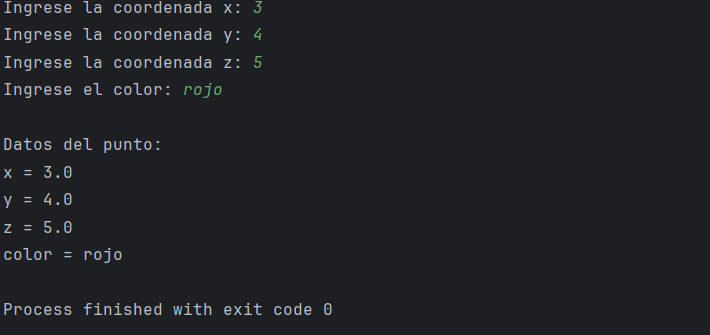 Ingrese la coordenada x: 3
Ingrese la coordenada y: 4
Ingrese la coordenada z: 5
Ingrese el color: rojo
Datos del punto:
x = 3.0
y = 4.0
z = 5.0
color = rojo
Process finished with exit code 0